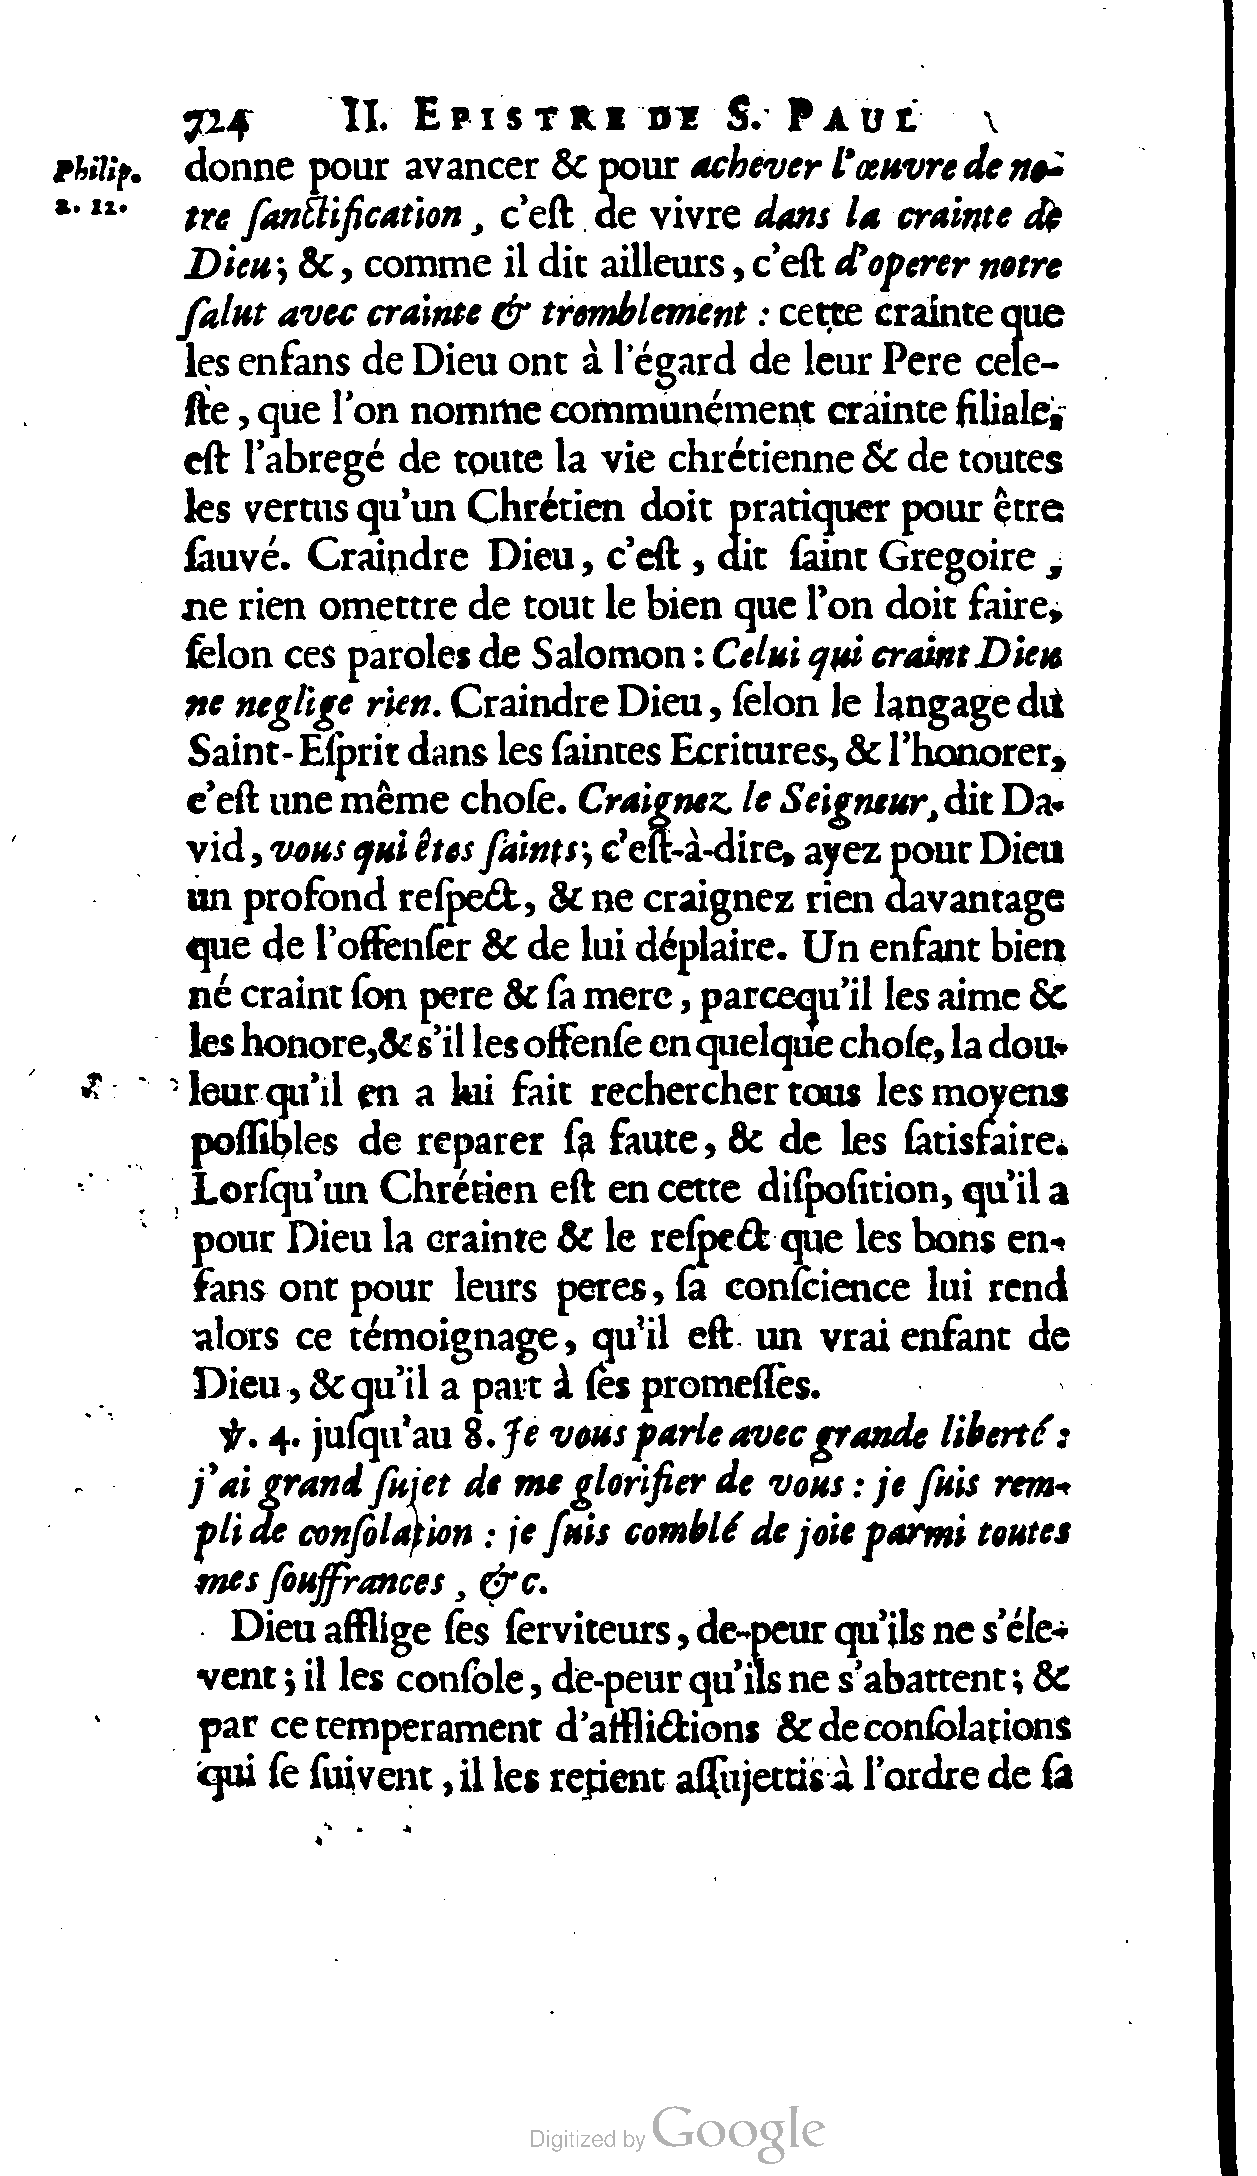 724 II. EPISTRE DE S. PAUL
Philip. 2. 12.
donne pour avancer & pour achever l'œuvre de no-
tre ſanctification, c'eſt de vivre dans la crainte de
Dieu; &, comme il dit ailleurs, c'eſt d'operer notre
ſalut avec crainte & tremblement : cette crainte que
les enfans de Dieu ont à l'égard de leur Pere cele-
ſte, que l'on nomme communément crainte filiale,
eſt l'abregé de toute la vie chrétienne & de toutes
les vertus qu'un Chrétien doit pratiquer pour être
ſauvé. Craindre Dieu, c'eſt, dit ſaint Gregoire,
ne rien omettre de tout le bien que l'on doit faire,
ſelon ces paroles de Salomon : Celui qui craint Dieu
ne neglige rien. Craindre Dieu, ſelon le langage du
Saint-Eſprit dans les ſaintes Ecritures, & l'honorer,
c'eſt une même choſe. Craignez le Seigneur, dit Da-
vid, vous qui êtes ſaints; c'eſt-à-dire, ayez pour Dieu
un profond reſpect, & ne craignez rien davantage
que de l'offenſer & de lui déplaire. Un enfant bien
né craint ſon pere & ſa mere, parcequ'il les aime &
les honore, & s'il les offenſe en quelque choſe, la dou-
leur qu'il en a lui fait rechercher tous les moyens
poſſibles de reparer ſa faute, & de les ſatisfaire.
Lorſqu'un Chrétien eſt en cette diſpoſition, qu'il a
pour Dieu la crainte & le reſpect que les bons en-
fans ont pour leurs peres, ſa conſcience lui rend
alors ce témoignage, qu'il eſt un vrai enfant de
Dieu, & qu'il a part à ſes promeſſes.
℣. 4. juſqu'au 8. Je vous parle avec grande liberté :
j'ai grand ſujet de me glorifier de vous : je ſuis rem-
pli de conſolation : je ſuis comblé de joie parmi toutes
mes ſouffrances, &c.
Dieu afflige ſes ſerviteurs, de-peur qu'ils ne s'éle-
vent; il les conſole, de-peur qu'ils ne s'abattent; &
par ce temperament d'afflictions & de conſolations
qui ſe ſuivent, il les retient aſſujettis à l'ordre de ſa
Digitized by Google